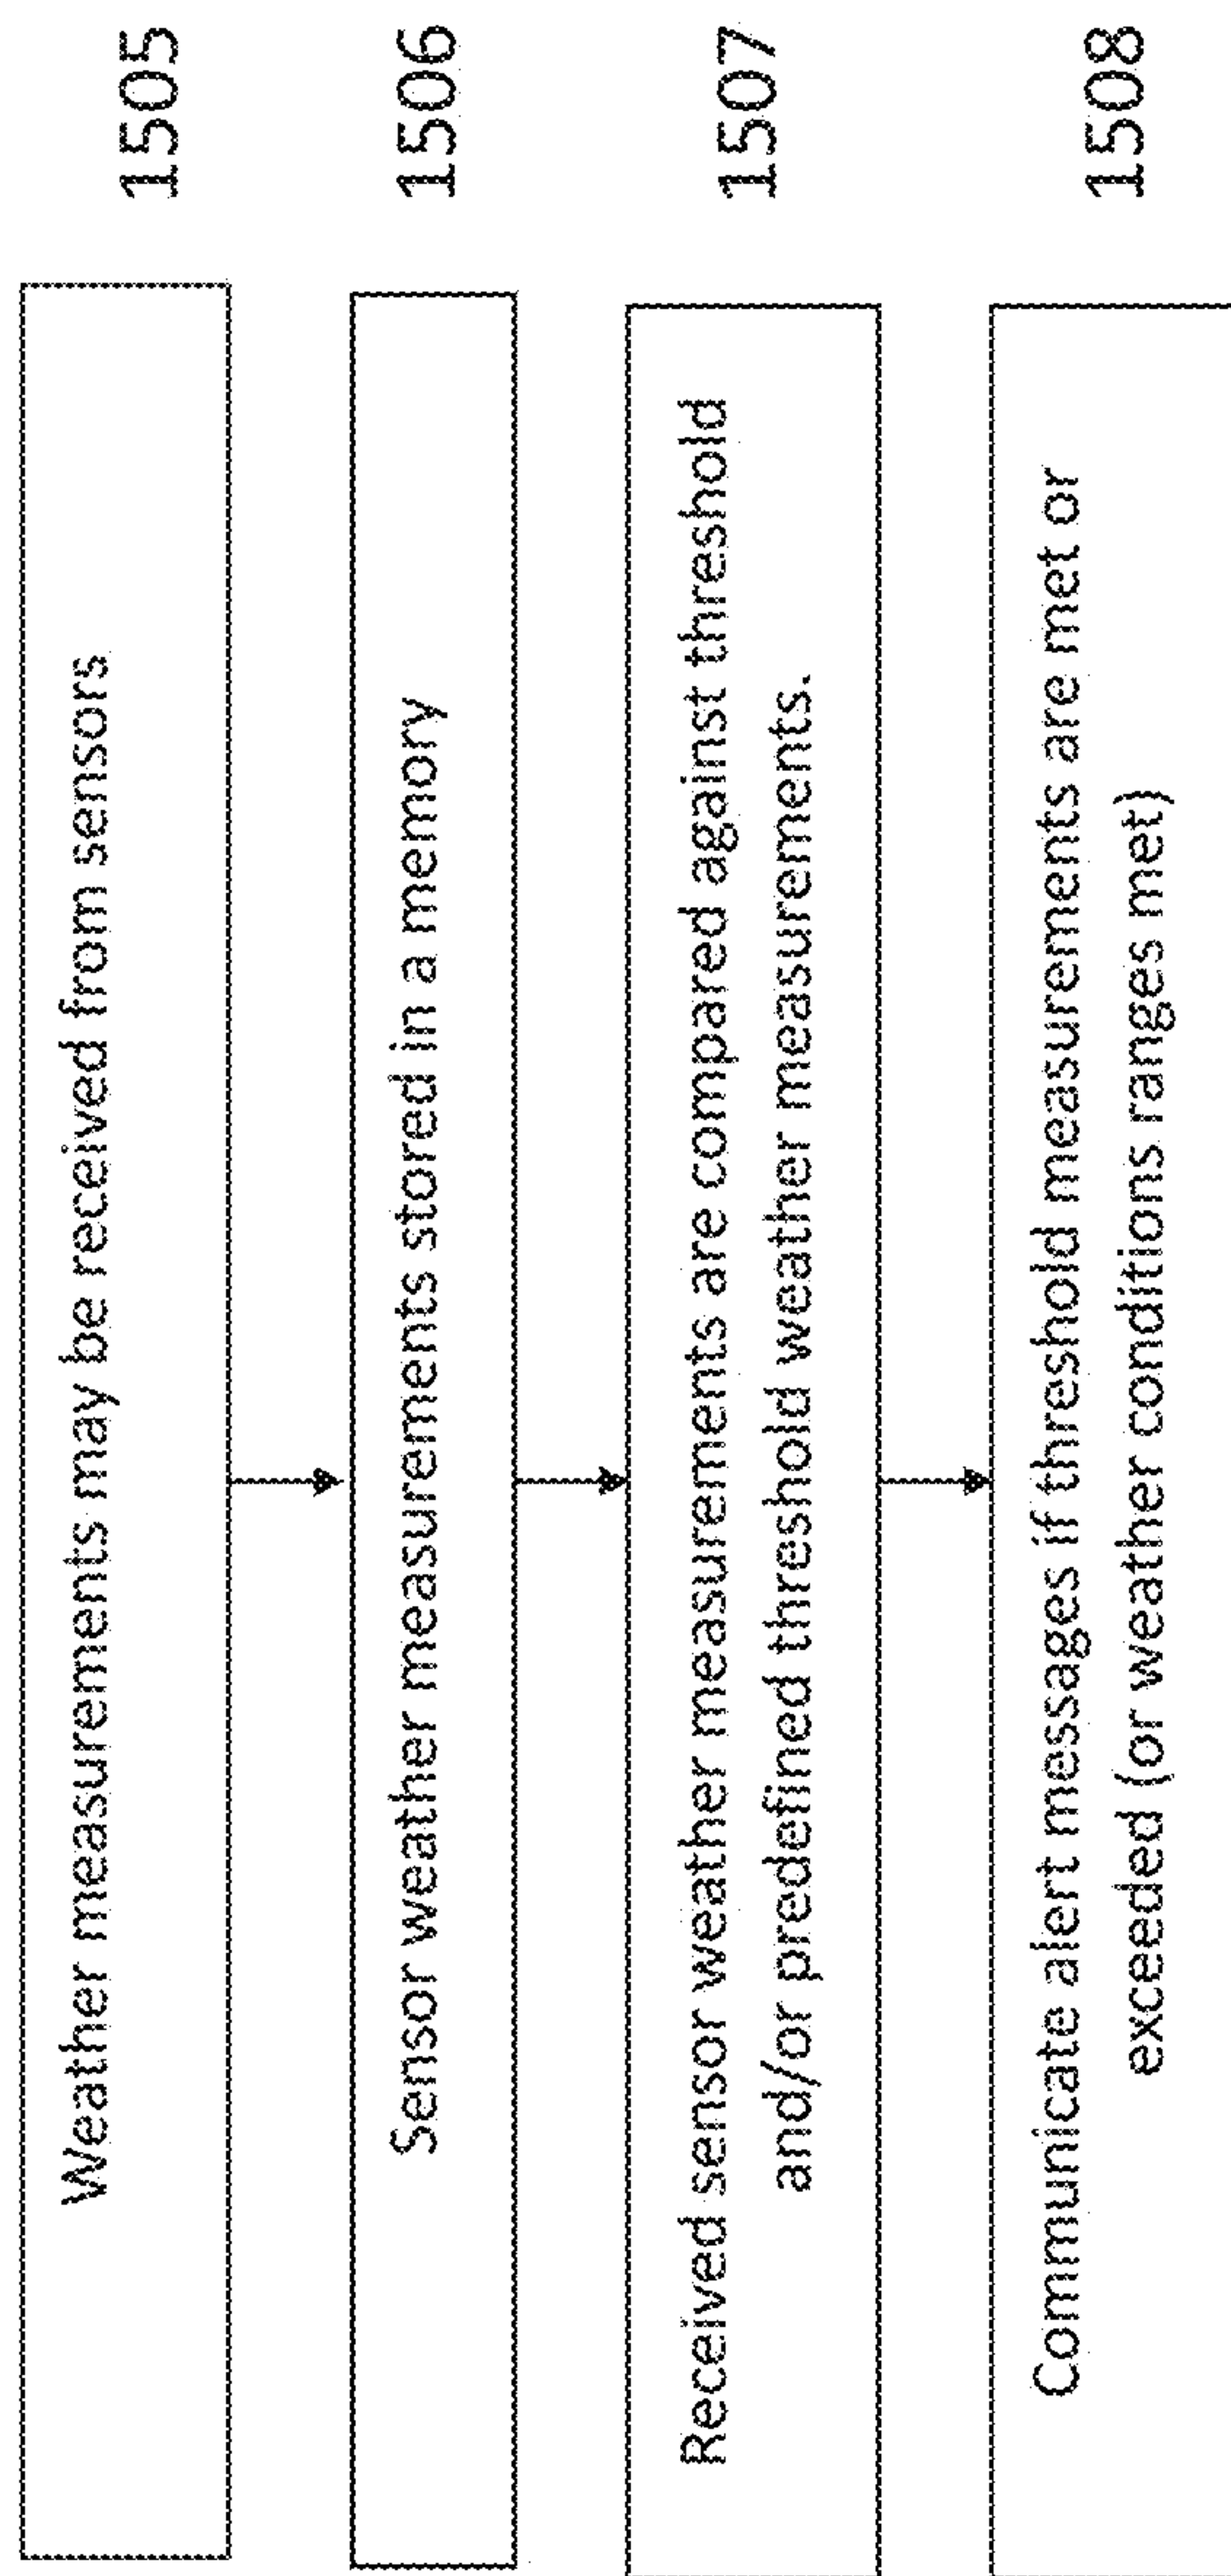 Weather measurements may be received from sensors
1505
Sensor weather measurements stored in a memory
1506
Received sensor weather measurements are compared against threshold
and/or predefined threshold weather measurements.
1507
Communicate alert messages if threshold measurements are met or
exceeded (or weather conditions ranges met)
1508